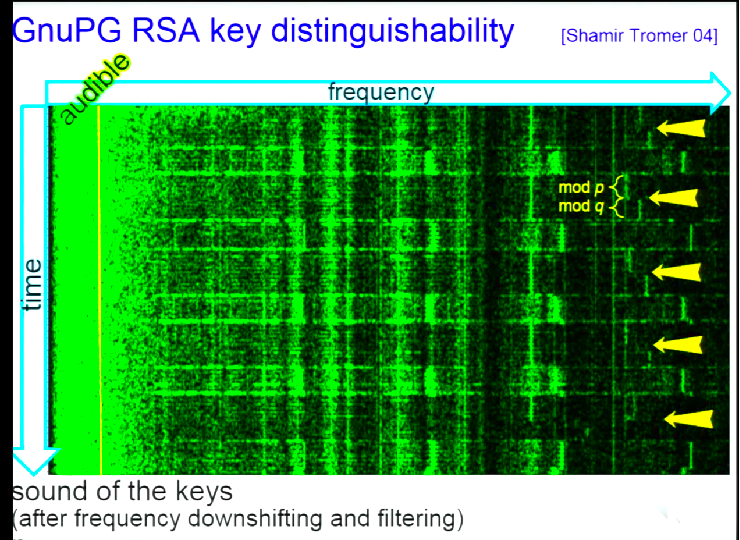 GnuPG RSA key distinguishability
[Shamir Tromer 04]
audible
frequency
mod p
mod q
time
sound of the keys
(after frequency downshifting and filtering)